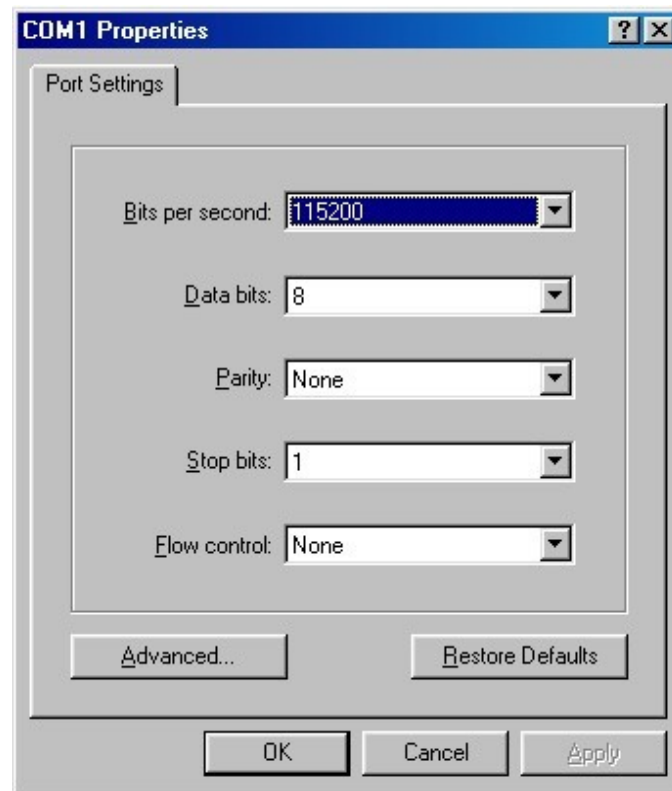 COM1 Properties
Port Settings
Bits per second: 115200
Data bits: 8
Parity: None
Stop bits: 1
Flow control: None
Advanced... Restore Defaults
OK Cancel Apply